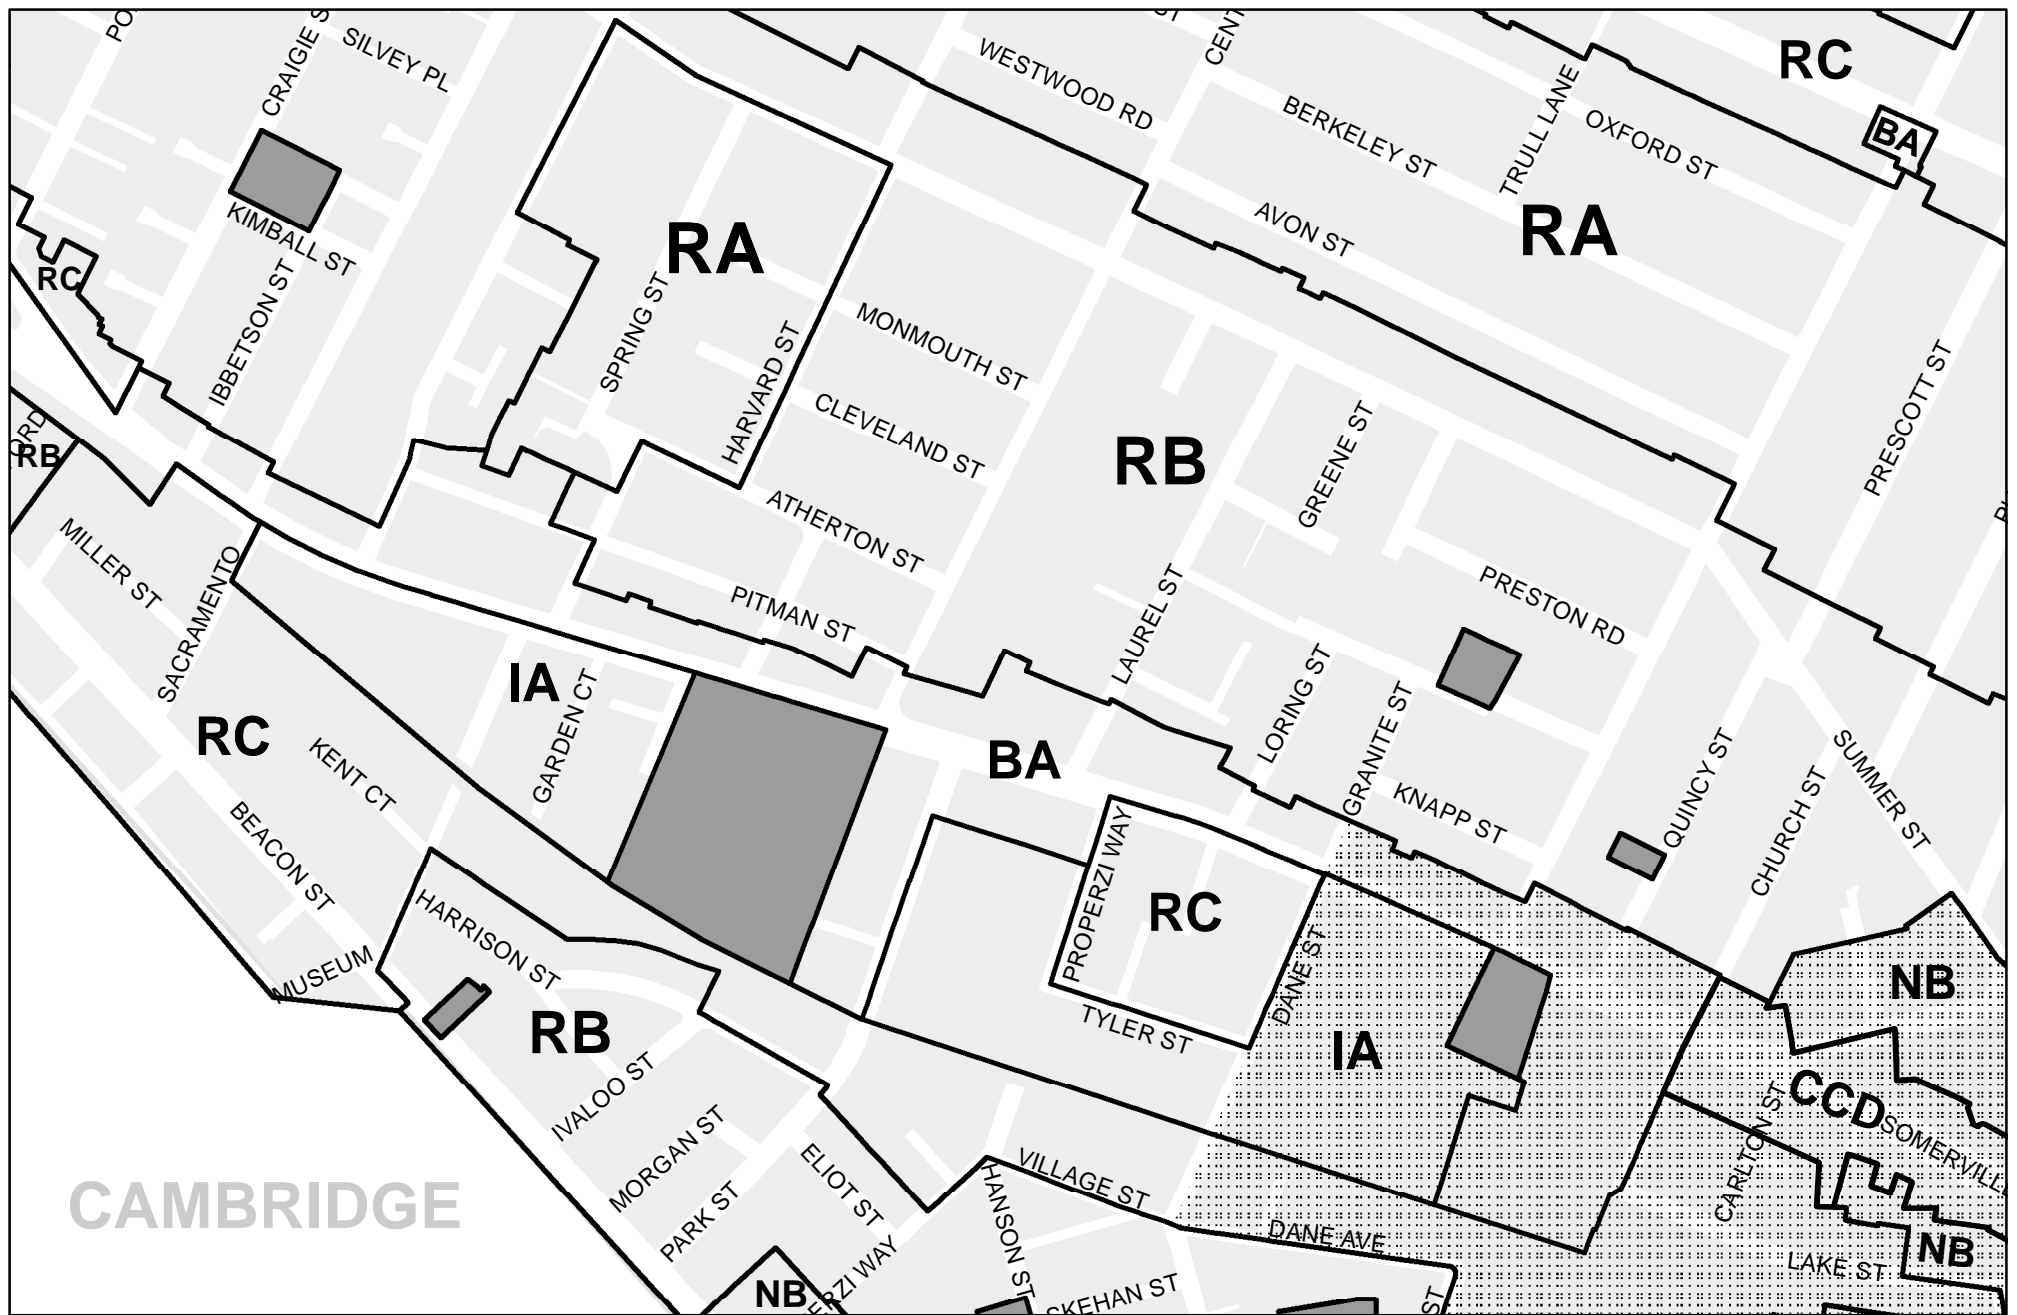 CRAIGIE S
SILVEY PL
WESTWOOD RD
CENT
RC
BERKELEY ST
TRULL LANE
OXFORD ST
BA
KIMBALL ST
RA
AVON ST
RA
RC
IBBETSON ST
SPRING ST
HARVARD ST
MONMOUTH ST
CLEVELAND ST
PRESCOTT ST
RB
RB
GREENE ST
MILLER ST
SACRAMENTO
ATHERTON ST
PITMAN ST
LAUREL ST
PRESTON RD
IA
GARDEN CT
LORING ST
GRANITE ST
RC
KENT CT
BA
KNAPP ST
QUINCY ST
CHURCH ST
SUMMER ST
BEACON ST
PROPERZI WAY
RC
HARRISON ST
MUSEUM
DANE ST
NB
RB
TYLER ST
IA
IVALOO ST
CCD
CARLTON ST
SOMERVILLE
MORGAN ST
ELIOT ST
VILLAGE ST
CAMBRIDGE
PARK ST
HANSON ST
DANE AVE
NB
LAKE ST
NB
ERZI WAY
SKEHAN ST
ST